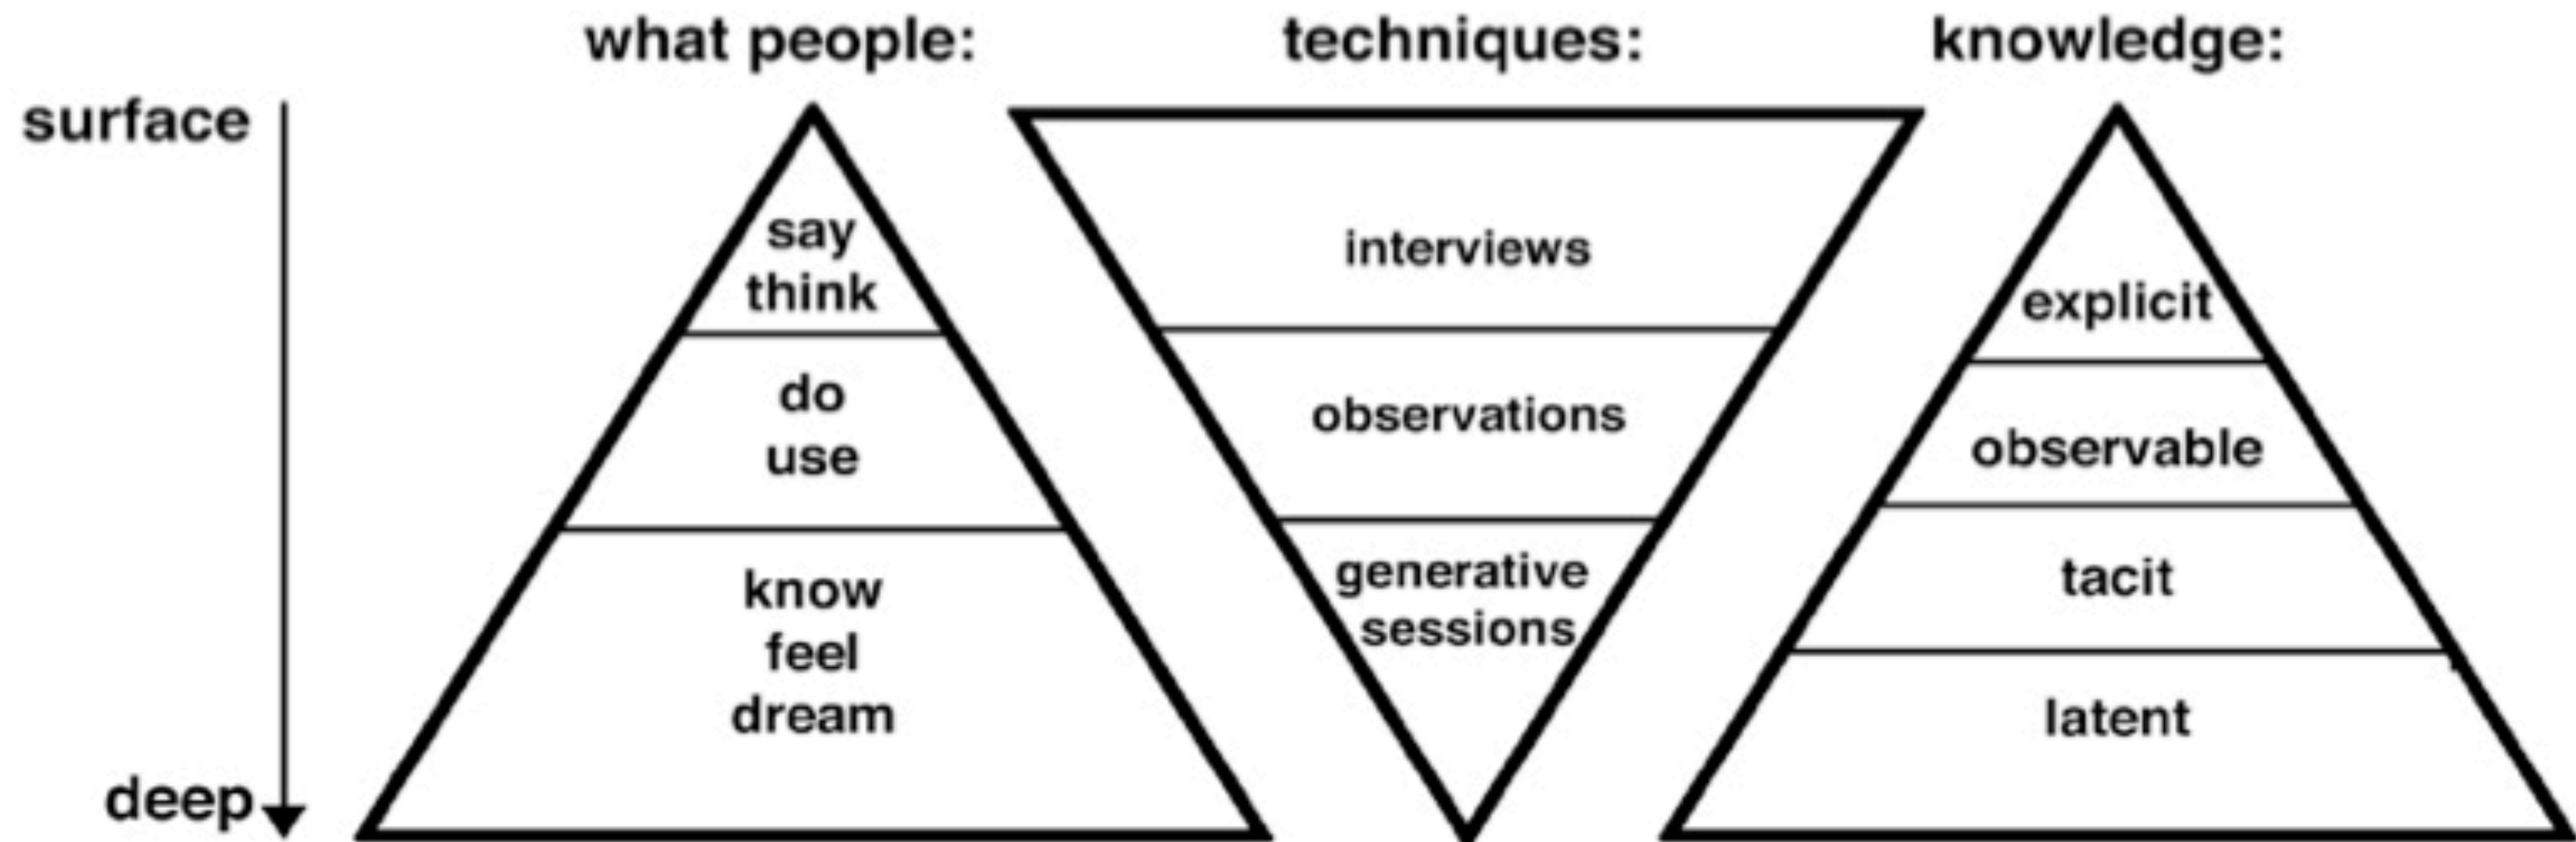 what people:
techniques:
knowledge:
surface
deep
say
think
do
use
know
feel
dream
interviews
observations
generative
sessions
explicit
observable
tacit
latent